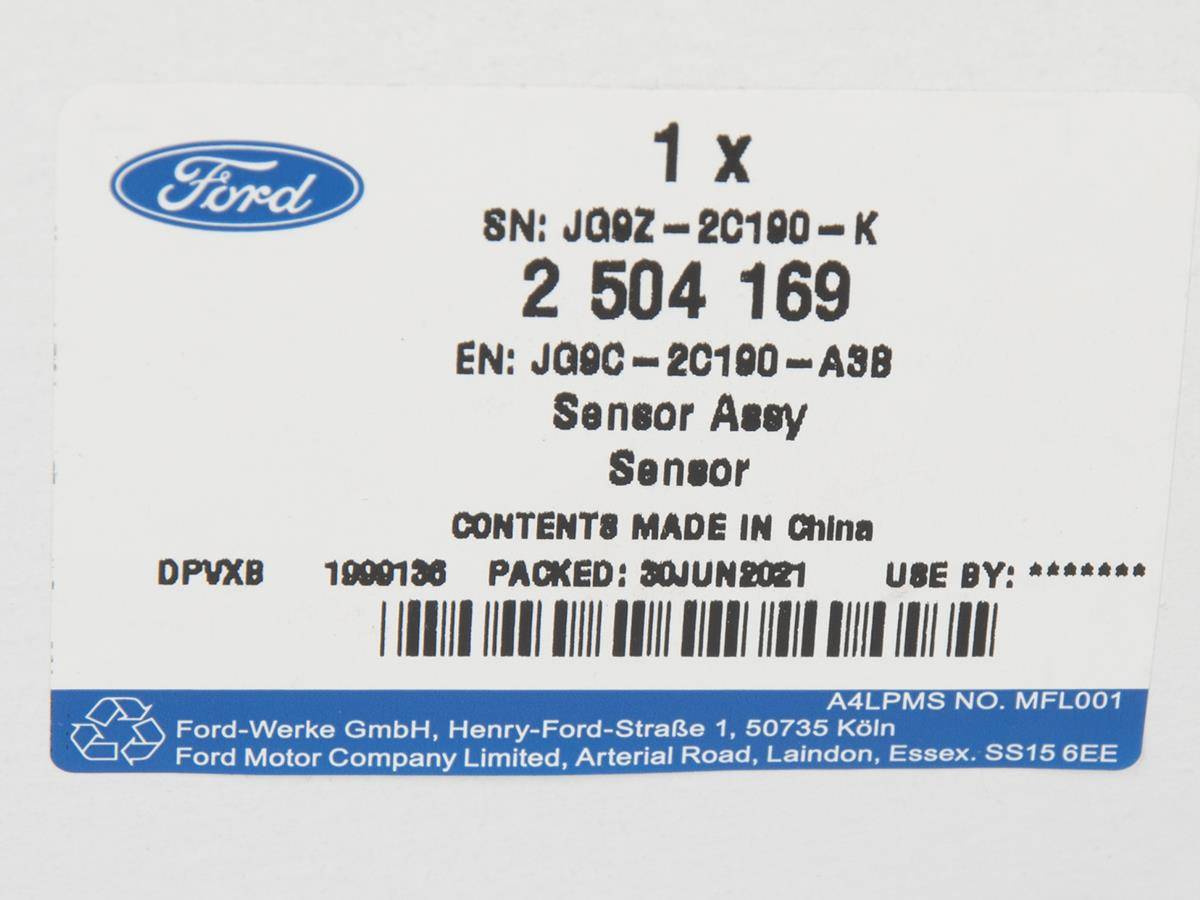 Ford
1 x
SN: JG9Z-2C190-K
2 504 169
EN: JG9C-2C190-A3B
Sensor Assy
Sensor
CONTENTS MADE IN China
DPVXB 1999136 PACKED: 30JUN2021 USE BY: *******
A4LPMS NO. MFL001
Ford-Werke GmbH, Henry-Ford-Straße 1, 50735 Köln
Ford Motor Company Limited, Arterial Road, Laindon, Essex. SS15 6EE